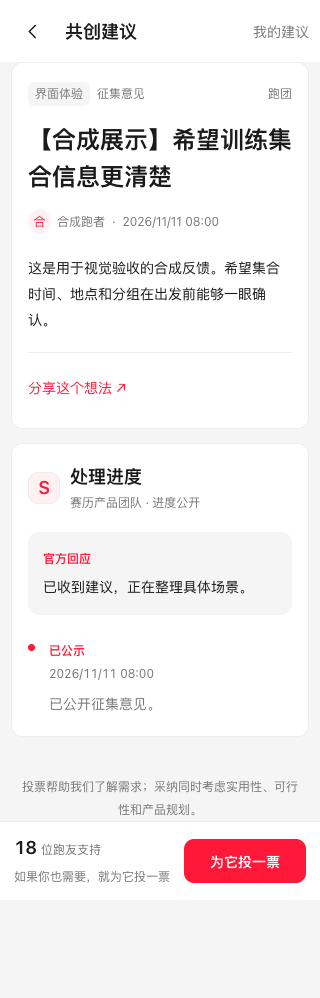 共创建议
我的建议
界面体验 征集意见 跑团
【合成展示】希望训练集
合信息更清楚
合 合成跑者 · 2026/11/11 08:00
这是用于视觉验收的合成反馈。希望集合
时间、地点和分组在出发前能够一眼确
认。
分享这个想法 ↗
S 处理进度
赛历产品团队 · 进度公开
官方回应
已收到建议，正在整理具体场景。
已公示
2026/11/11 08:00
已公开征集意见。
投票帮助我们了解需求；采纳同时考虑实用性、可行
性和产品规划。
18 位跑友支持
如果你也需要，就为它投一票
为它投一票